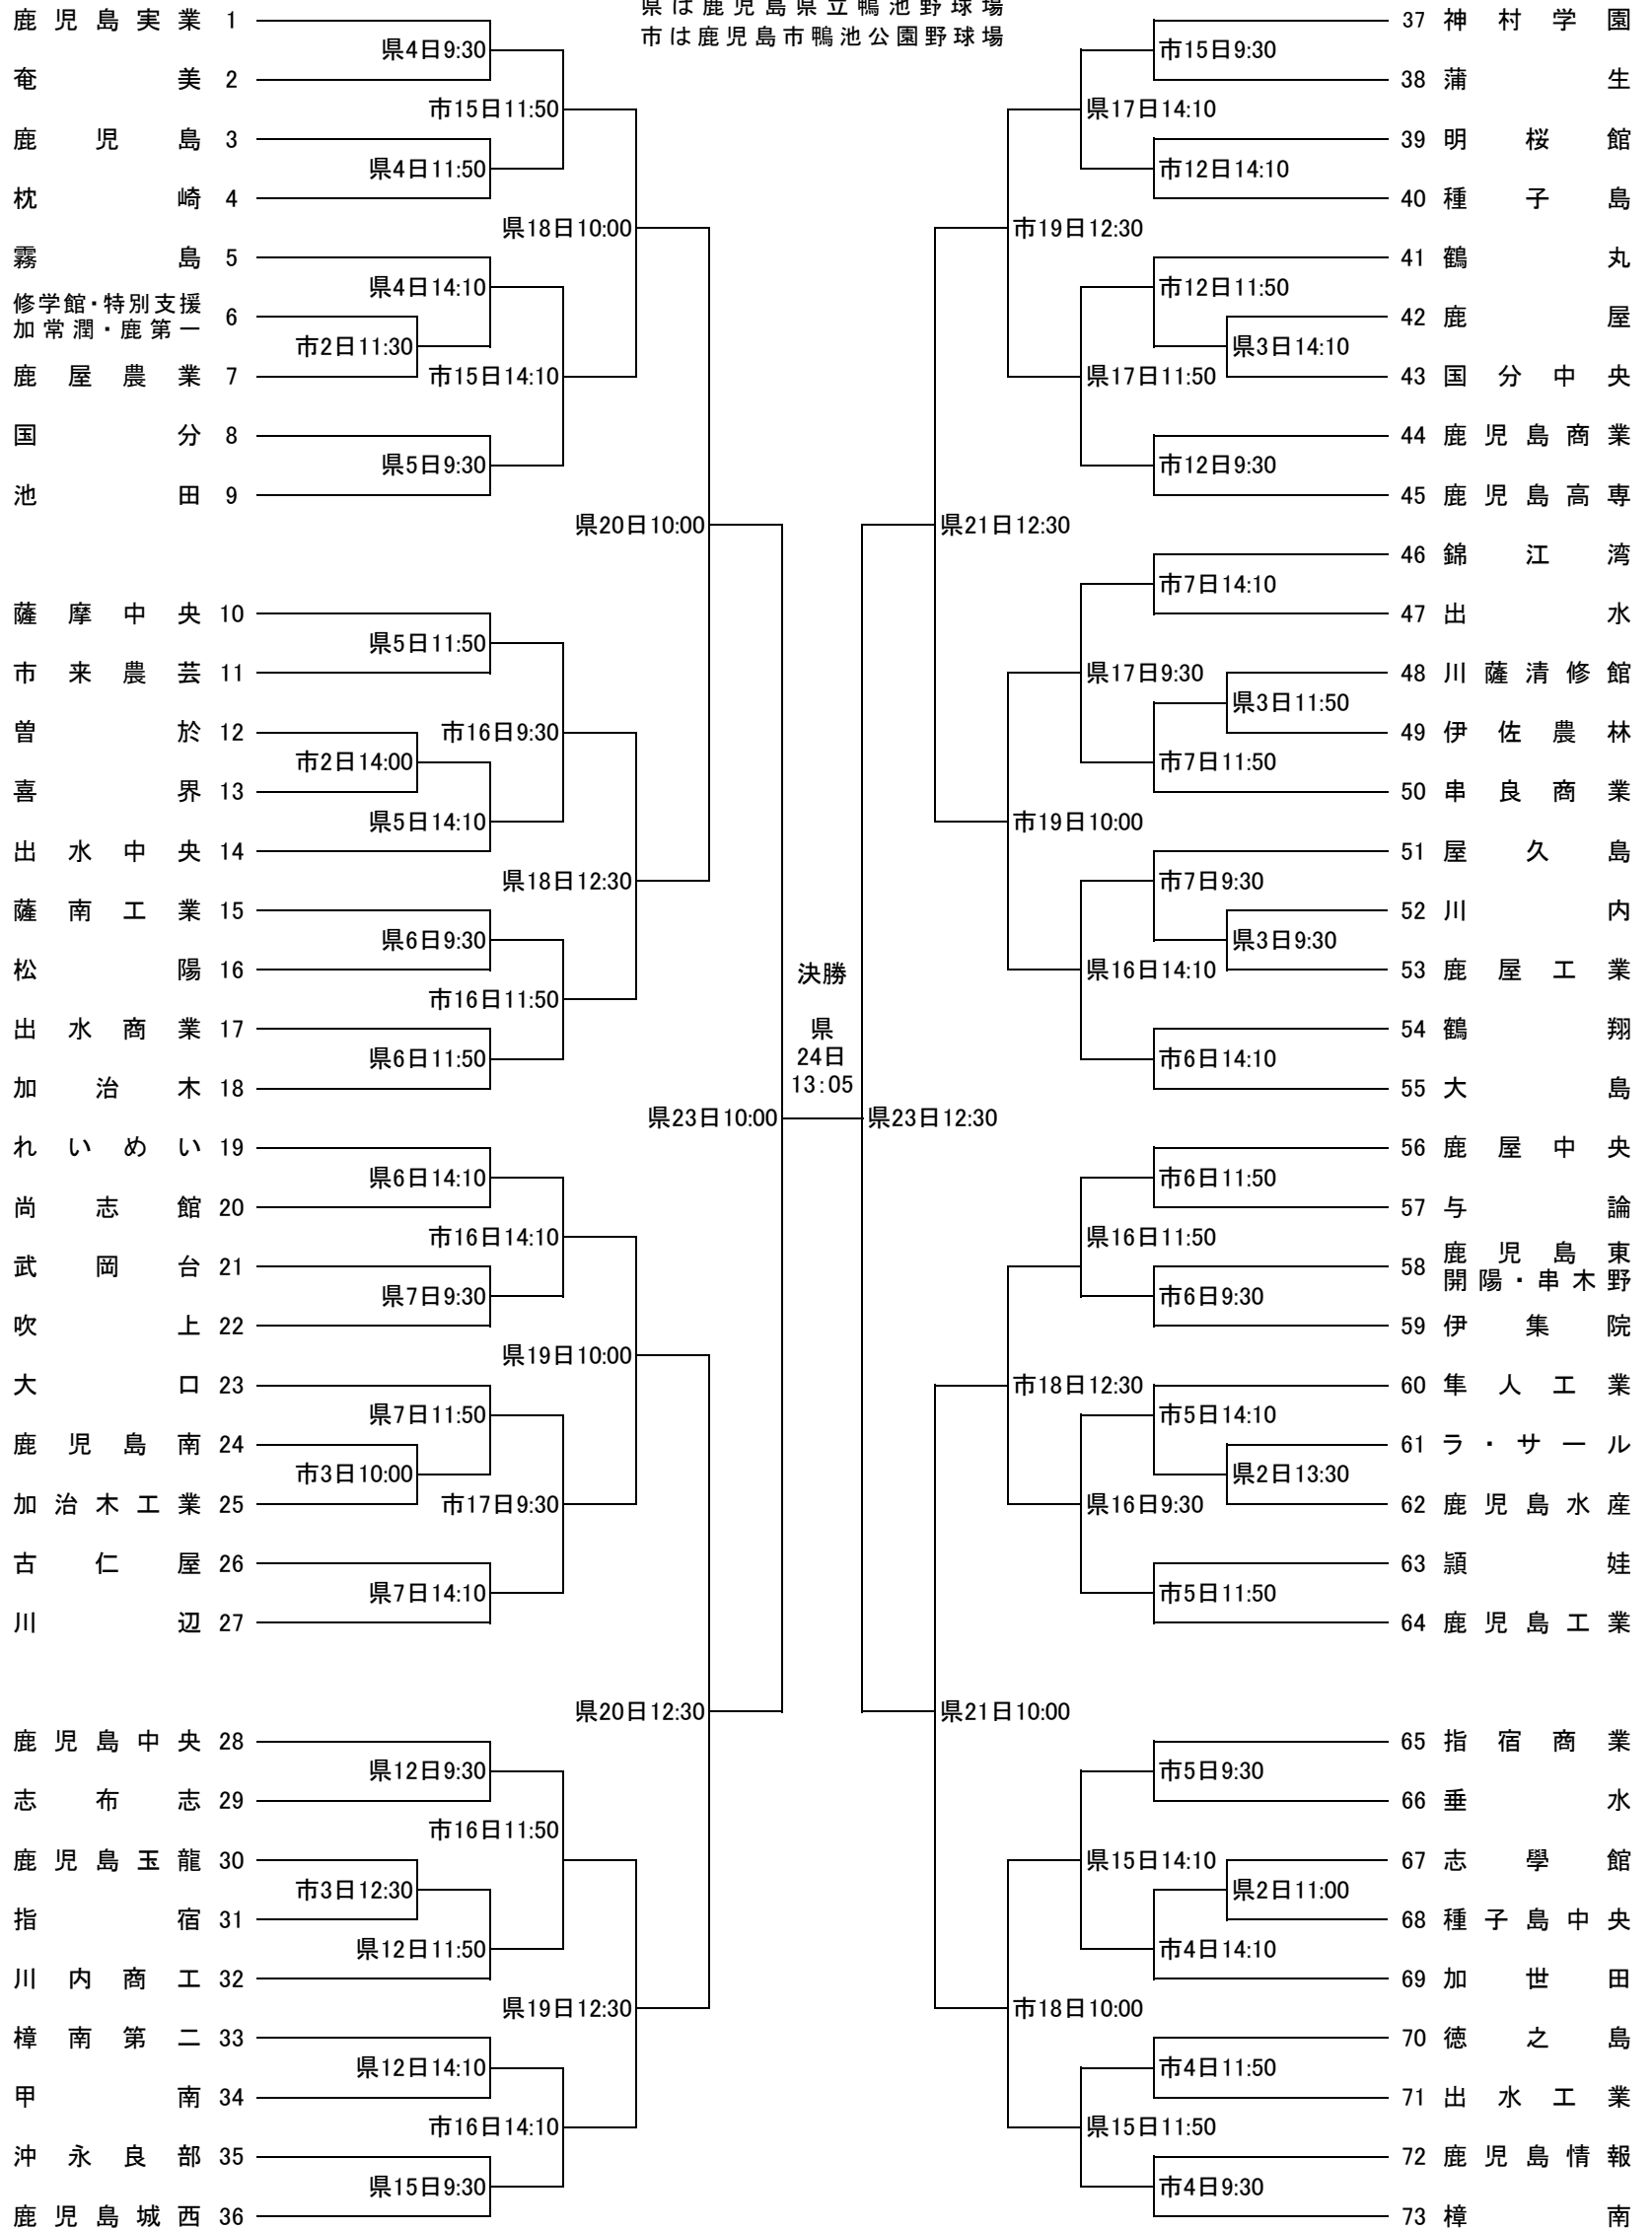 県は鹿児島県立鴨池野球場
市は鹿児島市鴨池公園野球場
鹿児島実業 1
県4日9:30
奄美 2
市15日11:50
鹿児島 3
県4日11:50
枕崎 4
県18日10:00
霧島 5
県4日14:10
修学館・特別支援
加常潤・鹿第一 6
市2日11:30
鹿屋農業 7
市15日14:10
国分 8
県5日9:30
池田 9
県20日10:00
薩摩中央 10
県5日11:50
市来農芸 11
曽於 12
市16日9:30
市2日14:00
喜界 13
県5日14:10
出水中央 14
県18日12:30
薩南工業 15
県6日9:30
松陽 16
市16日11:50
出水商業 17
県6日11:50
加治木 18
県23日10:00
れいめい 19
県6日14:10
尚志館 20
市16日14:10
武岡台 21
県7日9:30
吹上 22
県19日10:00
大口 23
県7日11:50
鹿児島南 24
市3日10:00
加治木工業 25
市17日9:30
古仁屋 26
県7日14:10
川辺 27
県20日12:30
鹿児島中央 28
県12日9:30
志布志 29
市16日11:50
鹿児島玉龍 30
市3日12:30
指宿 31
県12日11:50
川内商工 32
県19日12:30
樟南第二 33
県12日14:10
甲南 34
市16日14:10
沖永良部 35
県15日9:30
鹿児島城西 36
決勝
県
24日
13:05
37 神村学園
市15日9:30
38 蒲生
県17日14:10
39 明桜館
市12日14:10
40 種子島
市19日12:30
41 鶴丸
市12日11:50
42 鹿屋
県3日14:10
43 国分中央
県17日11:50
44 鹿児島商業
市12日9:30
45 鹿児島高専
県21日12:30
46 錦江湾
市7日14:10
47 出水
県17日9:30
48 川薩清修館
県3日11:50
49 伊佐農林
市7日11:50
50 串良商業
市19日10:00
51 屋久島
市7日9:30
52 川内
県3日9:30
53 鹿屋工業
県16日14:10
54 鶴翔
市6日14:10
55 大島
県23日12:30
56 鹿屋中央
市6日11:50
57 与論
県16日11:50
58 鹿児島東
開陽・串木野
市6日9:30
59 伊集院
市18日12:30
60 隼人工業
市5日14:10
61 ラ・サール
県2日13:30
62 鹿児島水産
県16日9:30
63 頴娃
市5日11:50
64 鹿児島工業
県21日10:00
65 指宿商業
市5日9:30
66 垂水
県15日14:10
67 志學館
県2日11:00
68 種子島中央
市4日14:10
69 加世田
市18日10:00
70 徳之島
市4日11:50
71 出水工業
県15日11:50
72 鹿児島情報
市4日9:30
73 樟南